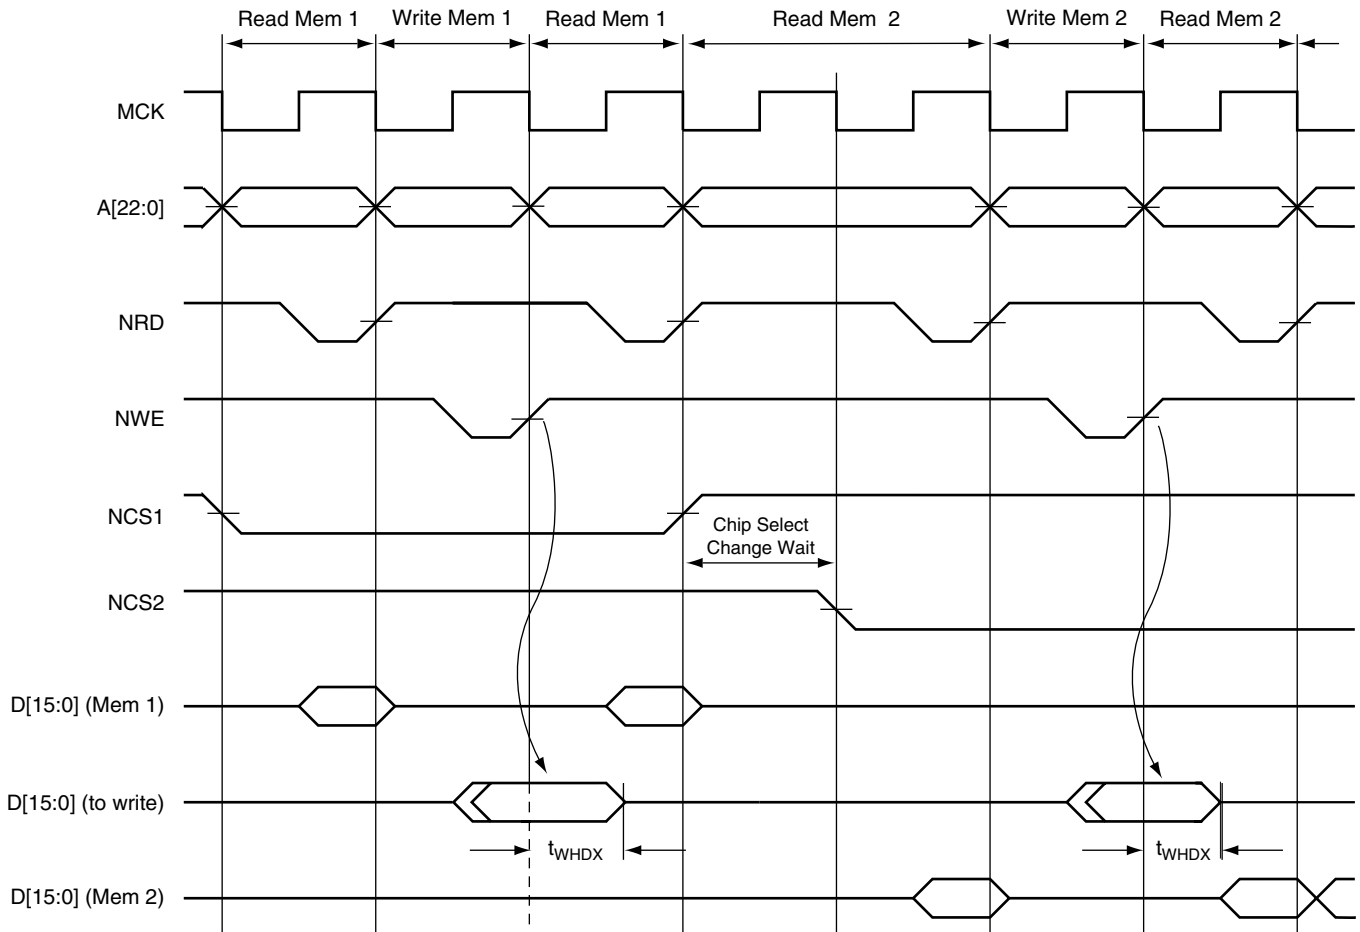 Read Mem 1
Write Mem 1
Read Mem 1
Read Mem 2
Write Mem 2
Read Mem 2
MCK
A[22:0]
NRD
NWE
NCS1
Chip Select
Change Wait
NCS2
D[15:0] (Mem 1)
D[15:0] (to write)
tWHDX
tWHDX
D[15:0] (Mem 2)